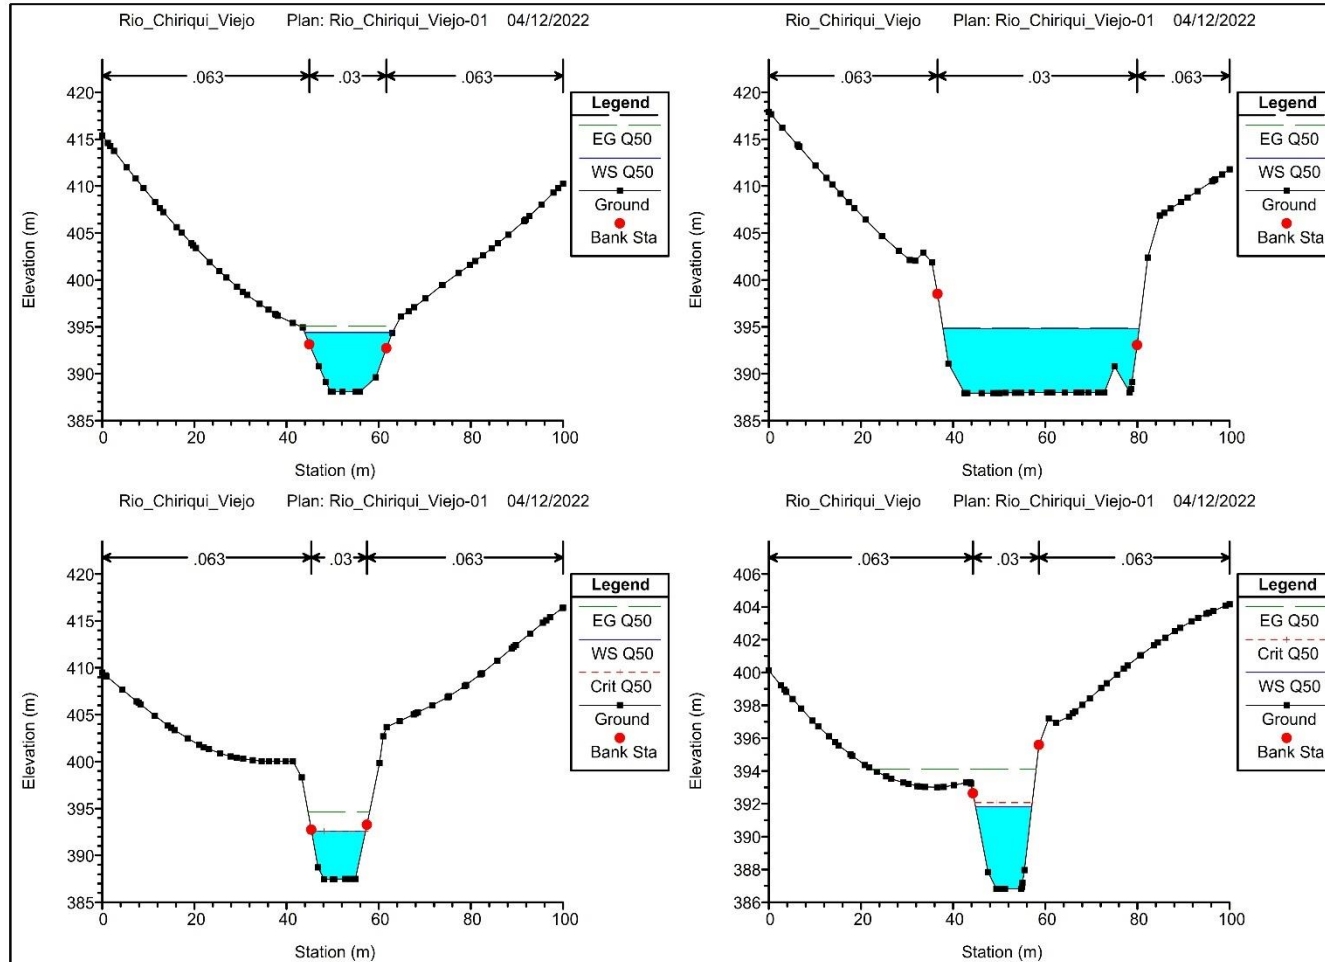 Rio_Chiriqui_Viejo Plan: Rio_Chiriqui_Viejo-01 04/12/2022
.063 .03 .063
420
415
410
405
400
395
390
385
Elevation (m)
0 20 40 60 80 100
Station (m)
Legend
EG Q50
WS Q50
Ground
Bank Sta
Rio_Chiriqui_Viejo Plan: Rio_Chiriqui_Viejo-01 04/12/2022
.063 .03 .063
420
415
410
405
400
395
390
385
Elevation (m)
0 20 40 60 80 100
Station (m)
Legend
EG Q50
WS Q50
Ground
Bank Sta
Rio_Chiriqui_Viejo Plan: Rio_Chiriqui_Viejo-01 04/12/2022
.063 .03 .063
420
415
410
405
400
395
390
385
Elevation (m)
0 20 40 60 80 100
Station (m)
Legend
EG Q50
WS Q50
Crit Q50
Ground
Bank Sta
Rio_Chiriqui_Viejo Plan: Rio_Chiriqui_Viejo-01 04/12/2022
.063 .03 .063
406
404
402
400
398
396
394
392
390
388
386
Elevation (m)
0 20 40 60 80 100
Station (m)
Legend
EG Q50
Crit Q50
WS Q50
Ground
Bank Sta